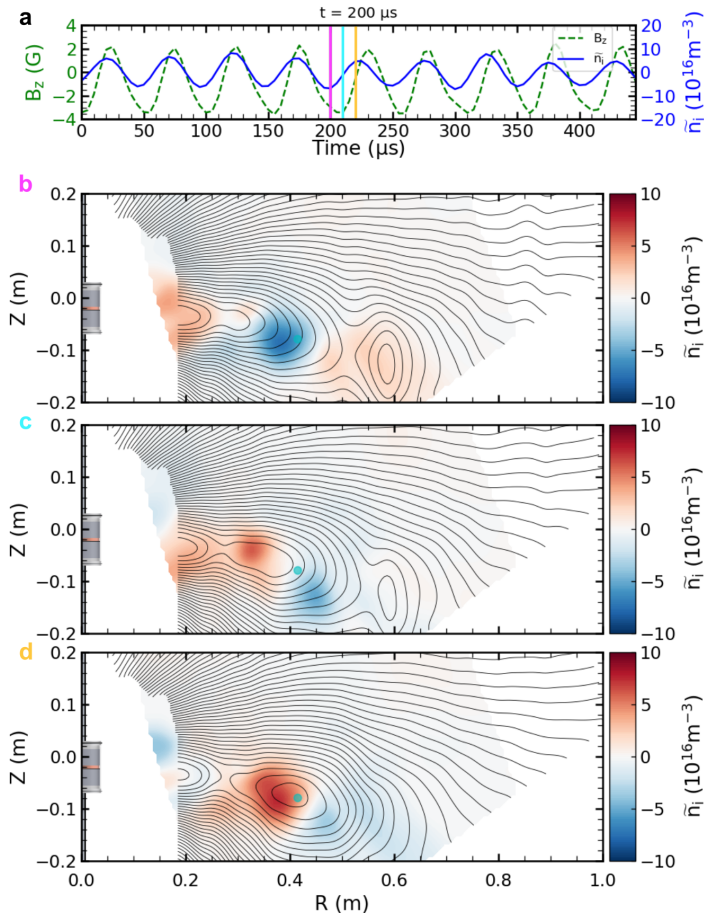 a
t = 200 μs
B_z (G)
4
2
0
−2
−4
B_z
ñ_i
20
10
0
−10
−20
ñ_i (10^16 m^−3)
0 50 100 150 200 250 300 350 400
Time (μs)
b
Z (m)
0.2
0.1
0.0
−0.1
−0.2
10
5
0
−5
−10
ñ_i (10^16 m^−3)
c
Z (m)
0.2
0.1
0.0
−0.1
−0.2
10
5
0
−5
−10
ñ_i (10^16 m^−3)
d
Z (m)
0.2
0.1
0.0
−0.1
−0.2
10
5
0
−5
−10
ñ_i (10^16 m^−3)
0.0 0.2 0.4 0.6 0.8 1.0
R (m)